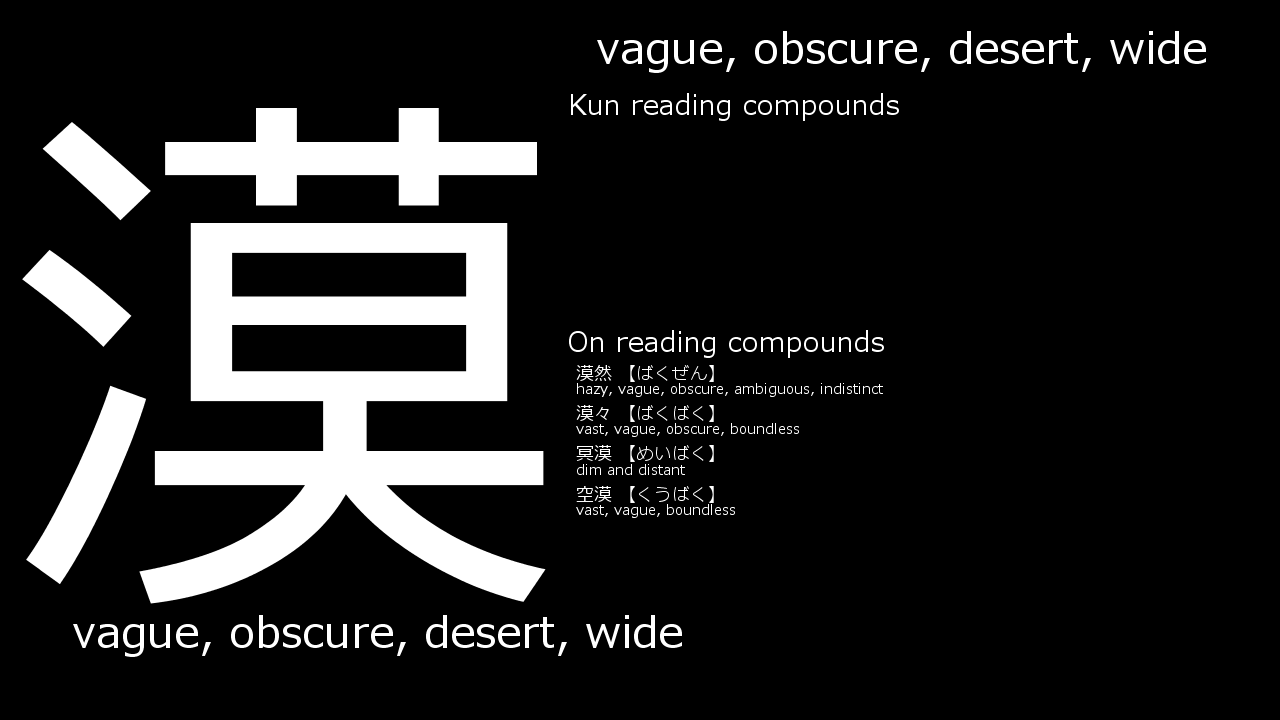 vague, obscure, desert, wide
Kun reading compounds
漠
On reading compounds
漠然 【ばくぜん】
hazy, vague, obscure, ambiguous, indistinct
漠々 【ばくばく】
vast, vague, obscure, boundless
冥漠 【めいばく】
dim and distant
空漠 【くうばく】
vast, vague, boundless
vague, obscure, desert, wide